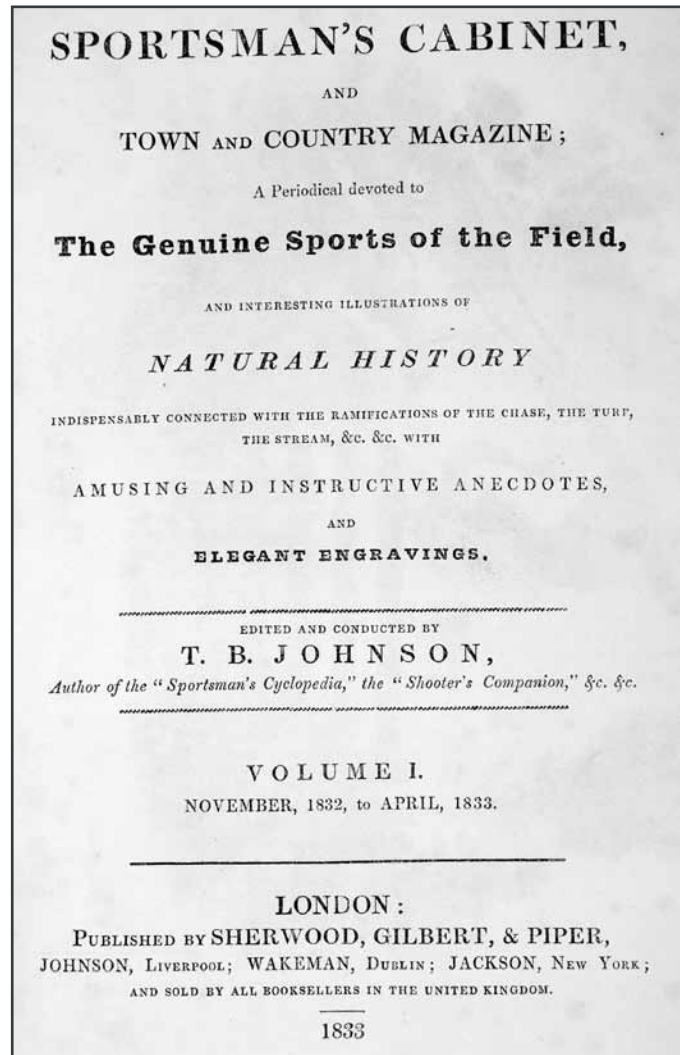 SPORTSMAN'S CABINET,
AND
TOWN AND COUNTRY MAGAZINE;
A Periodical devoted to
The Genuine Sports of the Field,
AND INTERESTING ILLUSTRATIONS OF
NATURAL HISTORY
INDISPENSABLY CONNECTED WITH THE RAMIFICATIONS OF THE CHASE, THE TURF,
THE STREAM, &c. &c. WITH
AMUSING AND INSTRUCTIVE ANECDOTES,
AND
ELEGANT ENGRAVINGS.
EDITED AND CONDUCTED BY
T. B. JOHNSON,
Author of the "Sportsman's Cyclopedia," the "Shooter's Companion," &c. &c.
VOLUME I.
NOVEMBER, 1832, to APRIL, 1833.
LONDON:
PUBLISHED BY SHERWOOD, GILBERT, & PIPER,
JOHNSON, LIVERPOOL; WAKEMAN, DUBLIN; JACKSON, NEW YORK;
AND SOLD BY ALL BOOKSELLERS IN THE UNITED KINGDOM.
1833